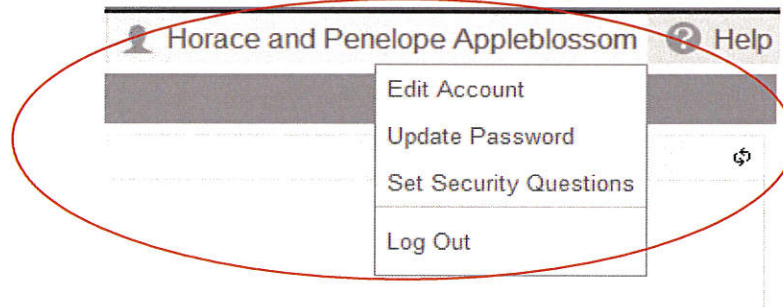 Horace and Penelope Appleblossom Help
Edit Account
Update Password
Set Security Questions
Log Out